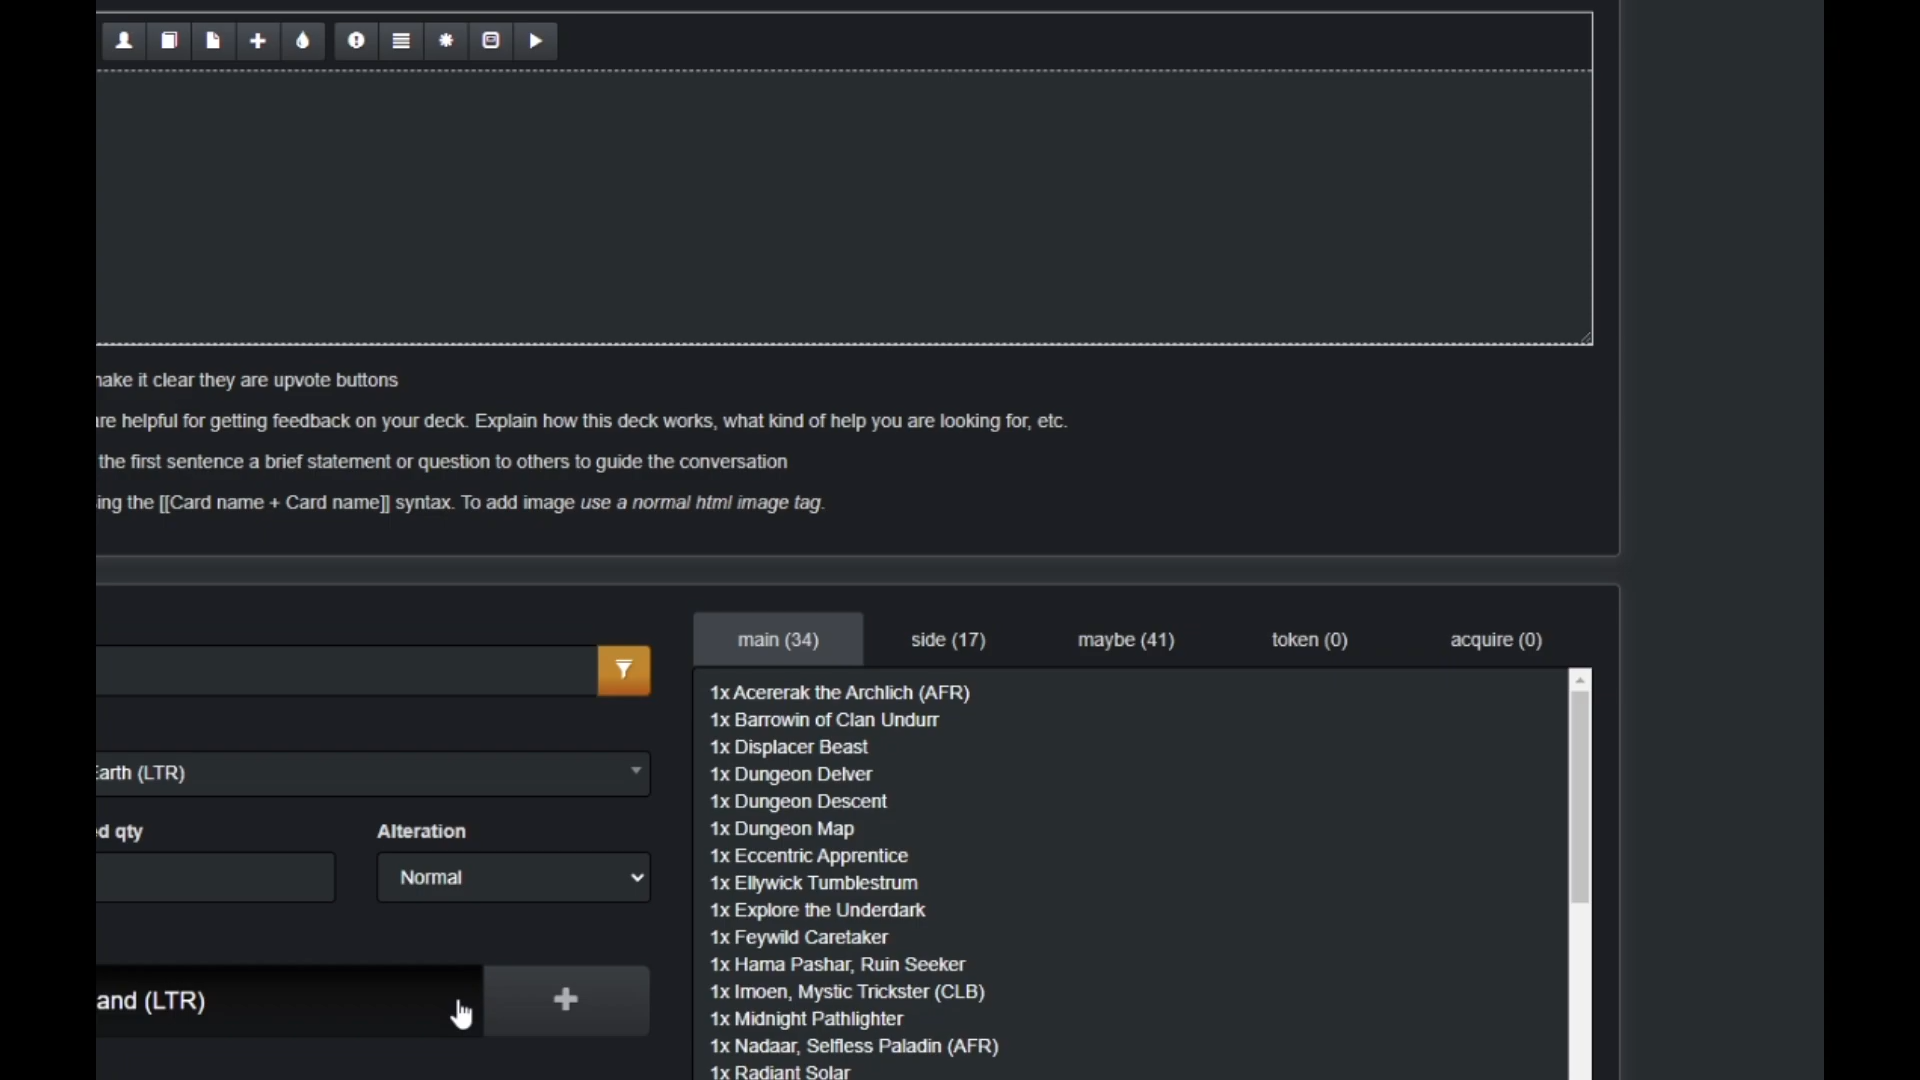 make it clear they are upvote buttons
are helpful for getting feedback on your deck. Explain how this deck works, what kind of help you are looking for, etc.
the first sentence a brief statement or question to others to guide the conversation
ing the [[Card name + Card name]] syntax. To add image use a normal html image tag.
main (34) side (17) maybe (41) token (0) acquire (0)
Earth (LTR)
ed qty Alteration
Normal
and (LTR)
1x Acererak the Archlich (AFR)
1x Barrowin of Clan Undurr
1x Displacer Beast
1x Dungeon Delver
1x Dungeon Descent
1x Dungeon Map
1x Eccentric Apprentice
1x Ellywick Tumblestrum
1x Explore the Underdark
1x Feywild Caretaker
1x Hama Pashar, Ruin Seeker
1x Imoen, Mystic Trickster (CLB)
1x Midnight Pathlighter
1x Nadaar, Selfless Paladin (AFR)
1x Radiant Solar